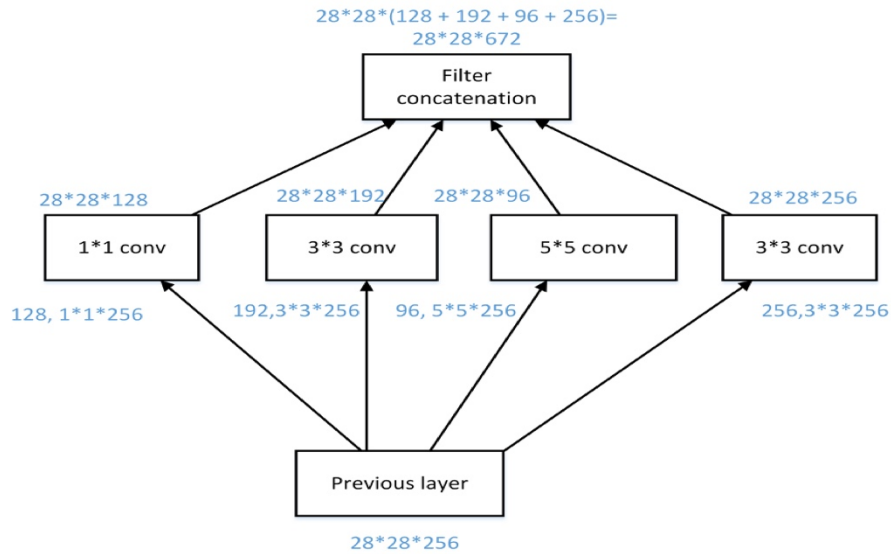 28*28*(128 + 192 + 96 + 256)=
28*28*672
Filter
concatenation
28*28*128
28*28*192
28*28*96
28*28*256
1*1 conv
3*3 conv
5*5 conv
3*3 conv
128, 1*1*256
192,3*3*256
96, 5*5*256
256,3*3*256
Previous layer
28*28*256